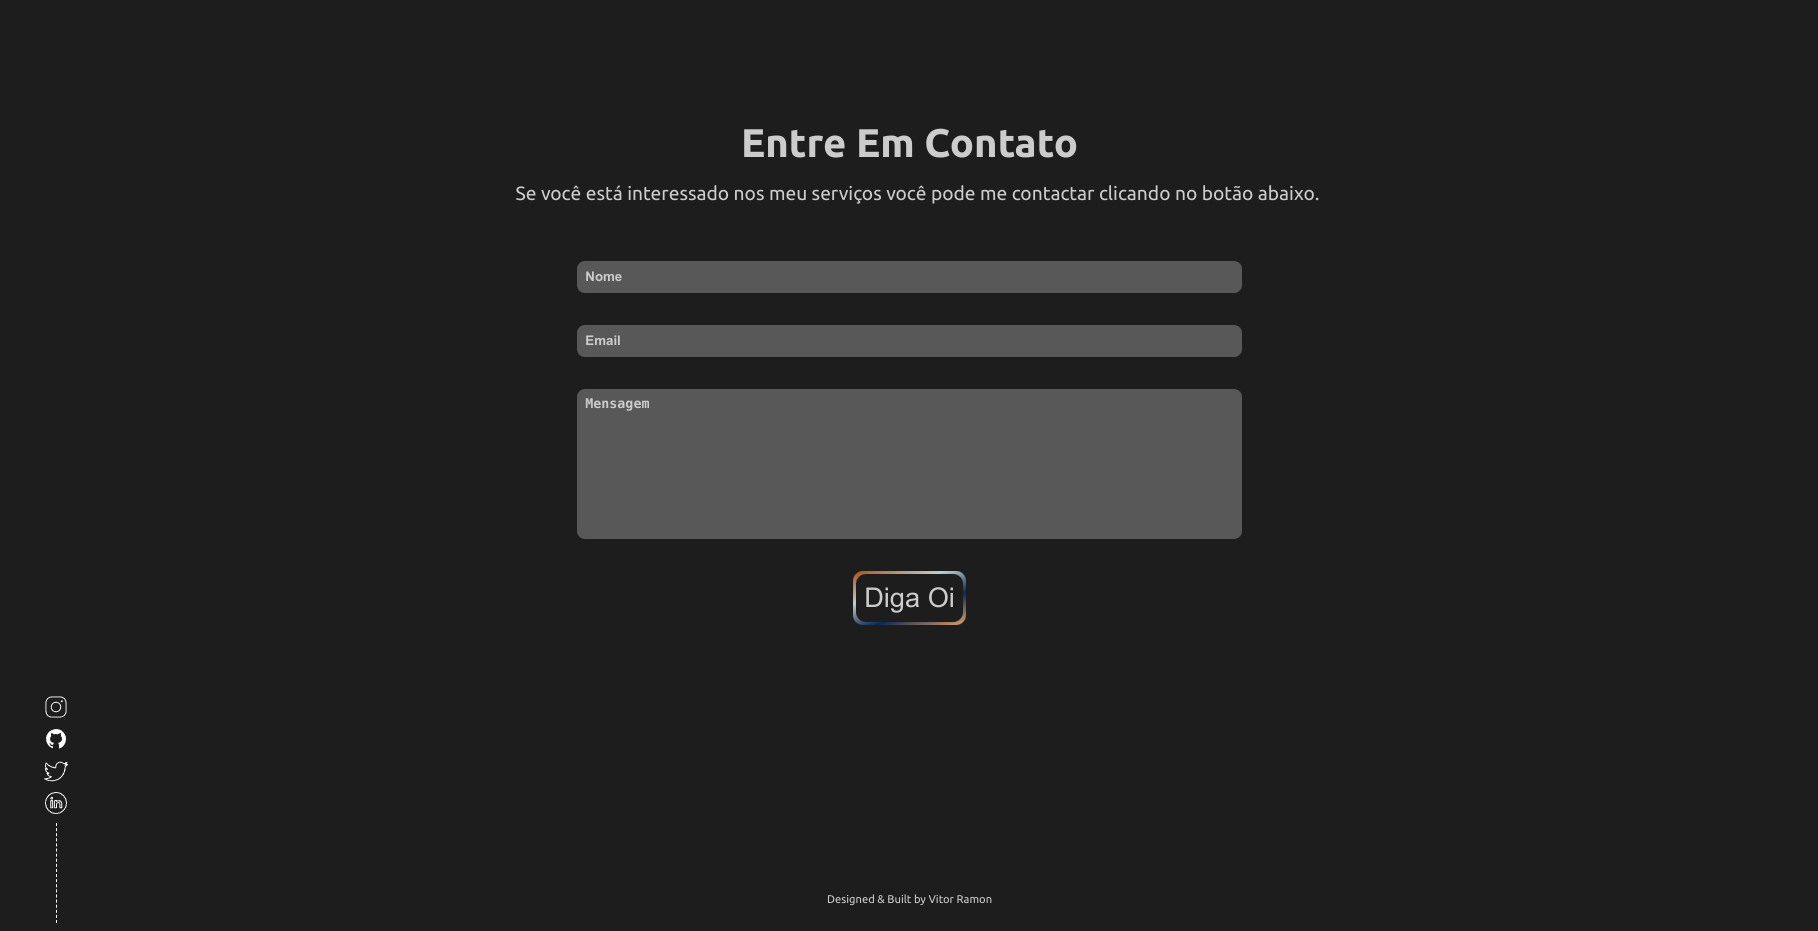 Entre Em Contato
Se você está interessado nos meu serviços você pode me contactar clicando no botão abaixo.
Nome
Email
Mensagem
Diga Oi
in
Designed & Built by Vitor Ramon